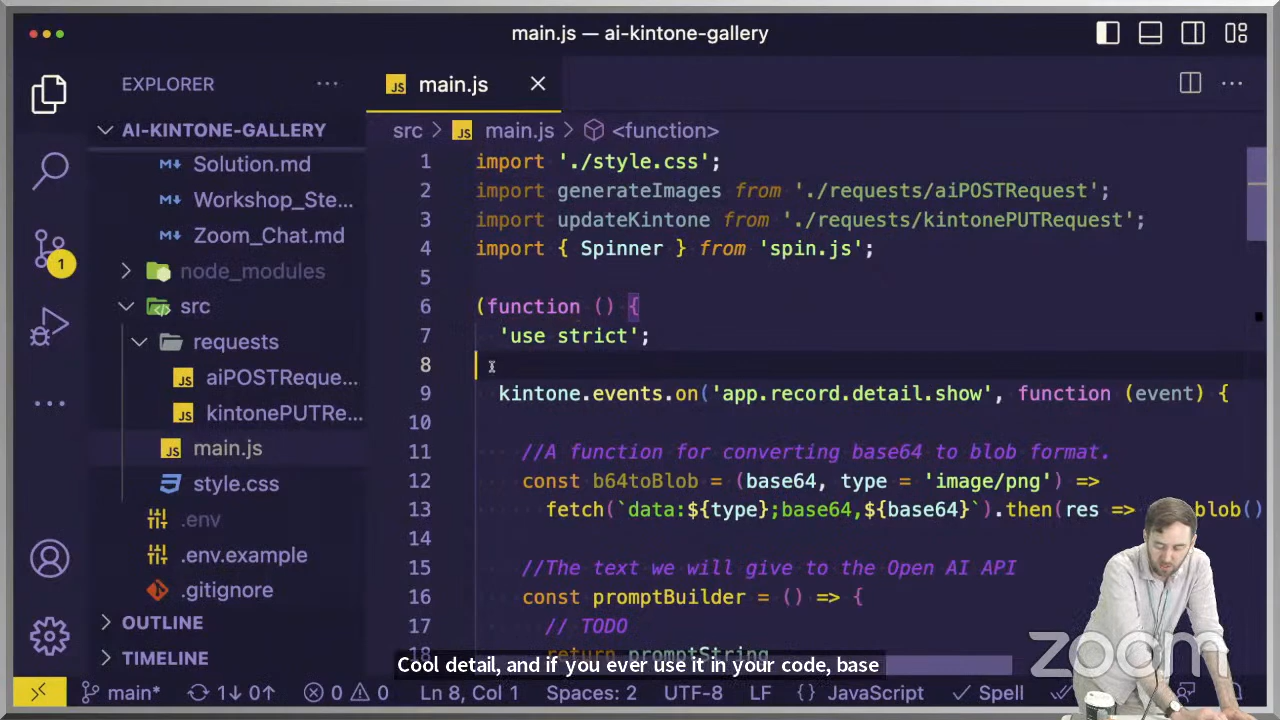 main.js — ai-kintone-gallery
EXPLORER
main.js
AI-KINTONE-GALLERY
src > main.js > <function>
Solution.md
Workshop_Ste...
Zoom_Chat.md
node_modules
src
requests
aiPOSTReque...
kintonePUTRe...
main.js
style.css
.env
.env.example
.gitignore
OUTLINE
TIMELINE
1
1 import './style.css';
2 import generateImages from './requests/aiPOSTRequest';
3 import updateKintone from './requests/kintonePUTRequest';
4 import { Spinner } from 'spin.js';
5
6 (function () {
7 'use strict';
8
9 kintone.events.on('app.record.detail.show', function (event) {
10
11 //A function for converting base64 to blob format.
12 const b64toBlob = (base64, type = 'image/png') =>
13 fetch(`data:${type};base64,${base64}`).then(res => blob()
14
15 //The text we will give to the Open AI API
16 const promptBuilder = () => {
17 // TODO
18 return promptString
Cool detail, and if you ever use it in your code, base
zoom
main* 1↓ 0↑ 0 0 Ln 8, Col 1 Spaces: 2 UTF-8 LF {} JavaScript Spell